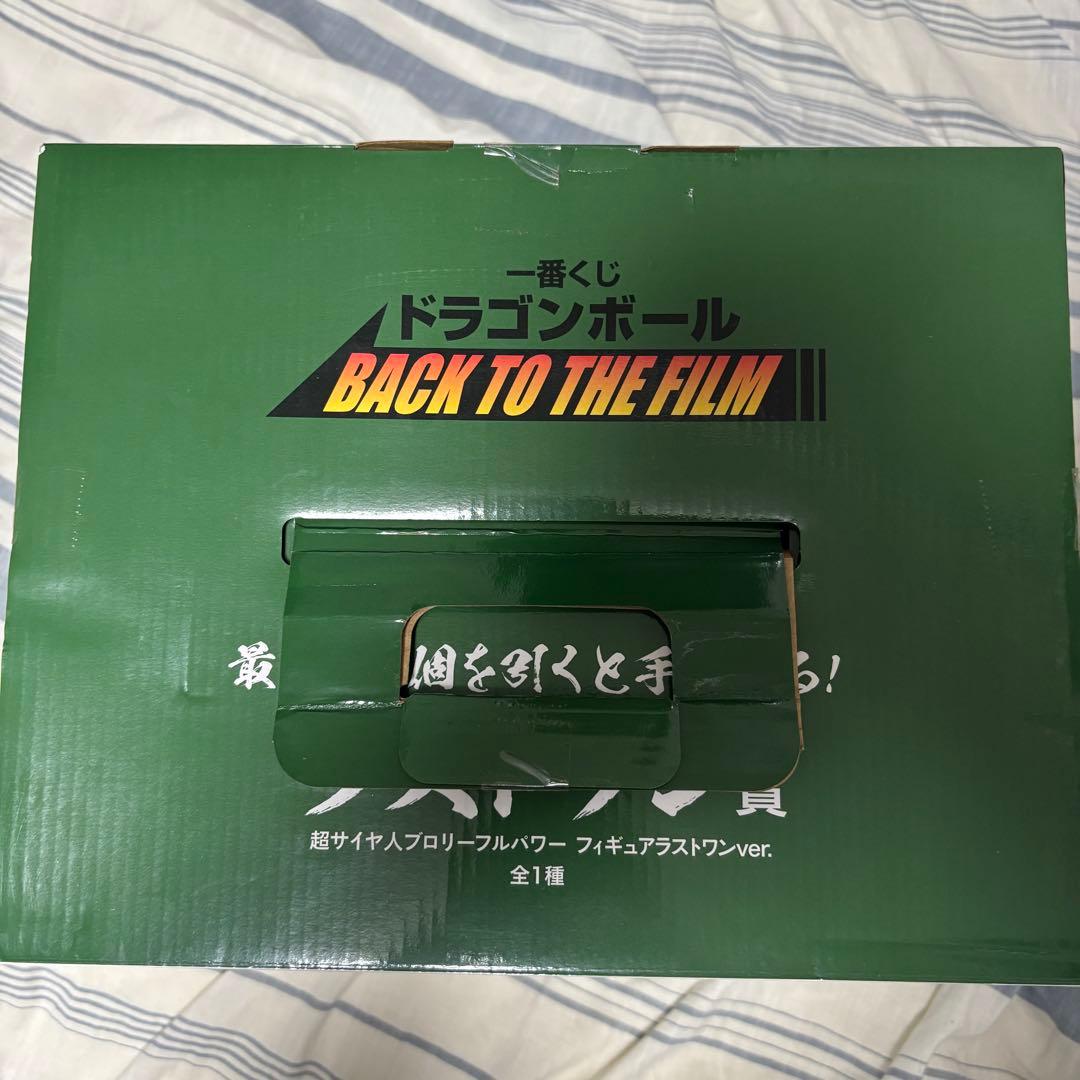 一番くじ
ドラゴンボール
BACK TO THE FILM
最 個を引くと手 る!
賞
超サイヤ人ブロリーフルパワー フィギュアラストワンver.
全1種